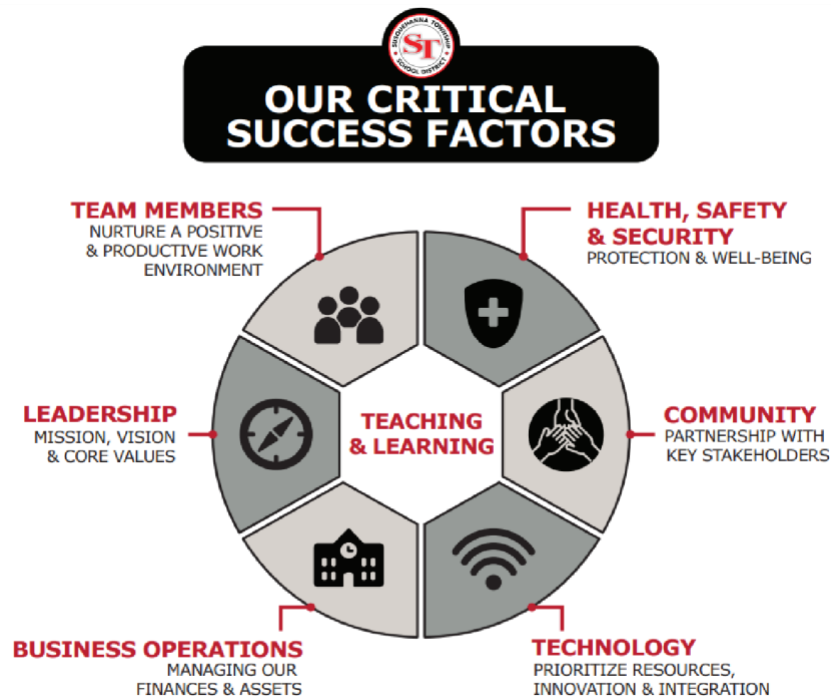 SUSQUEHANNA TOWNSHIP
ST
SCHOOL DISTRICT
OUR CRITICAL
SUCCESS FACTORS
TEAM MEMBERS
NURTURE A POSITIVE
& PRODUCTIVE WORK
ENVIRONMENT
HEALTH, SAFETY
& SECURITY
PROTECTION & WELL-BEING
LEADERSHIP
MISSION, VISION
& CORE VALUES
TEACHING
& LEARNING
COMMUNITY
PARTNERSHIP WITH
KEY STAKEHOLDERS
BUSINESS OPERATIONS
MANAGING OUR
FINANCES & ASSETS
TECHNOLOGY
PRIORITIZE RESOURCES,
INNOVATION & INTEGRATION